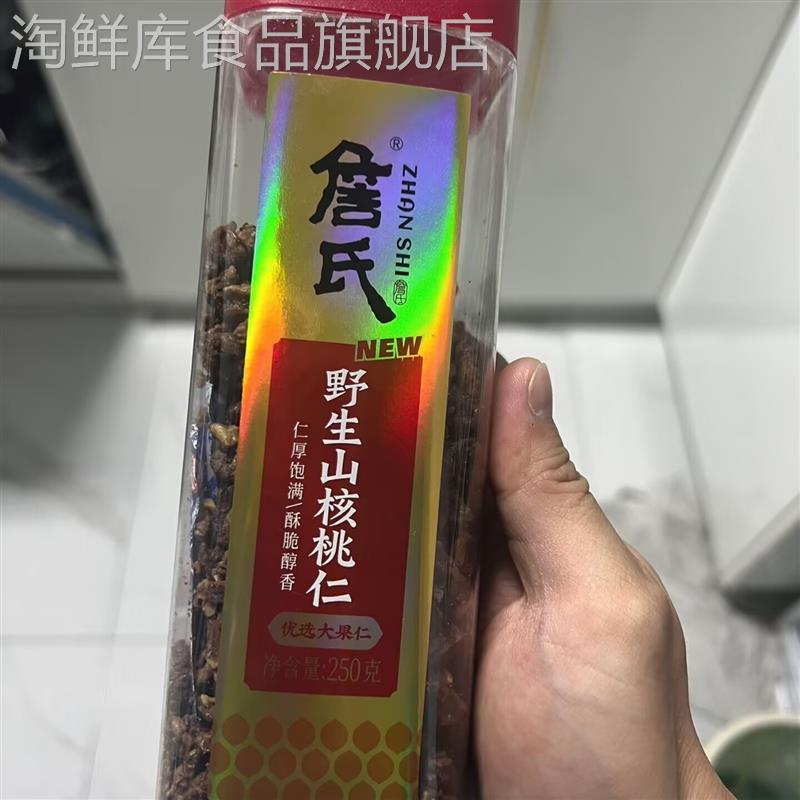 淘鲜库食品旗舰店
詹氏
®
ZHAN SHI
詹氏
NEW
野生山核桃仁
仁厚饱满/酥脆醇香
优选大果仁
净含量:250克